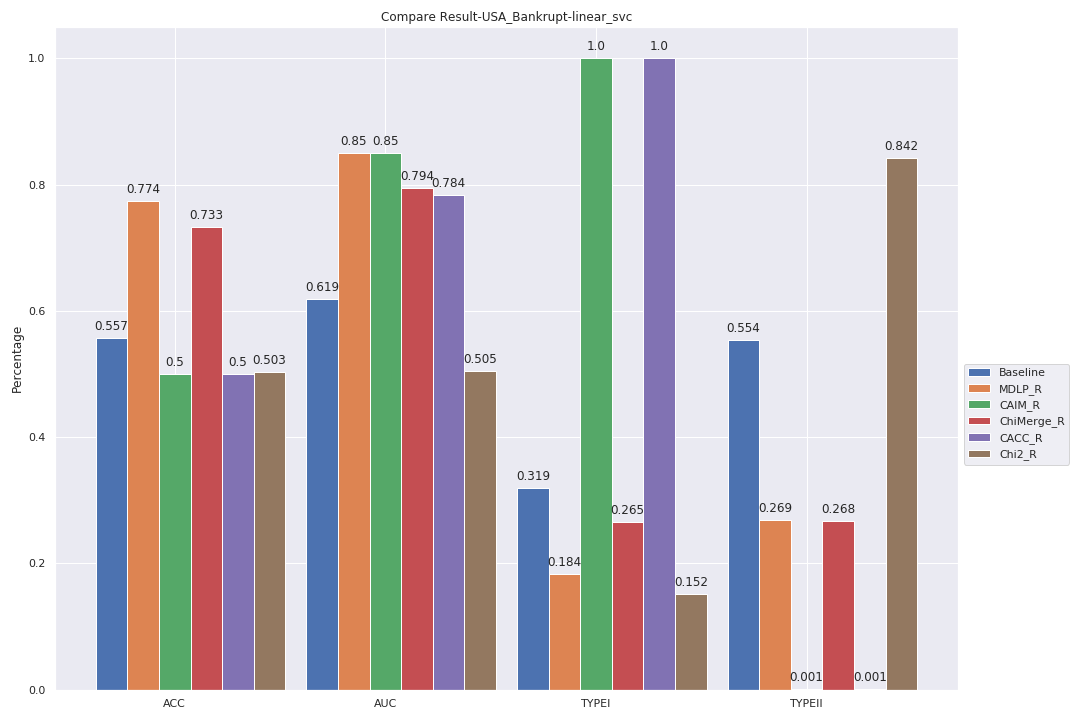 Compare Result-USA_Bankrupt-linear_svc
Percentage
1.0
0.8
0.6
0.4
0.2
0.0
0.557
0.774
0.5
0.733
0.5
0.503
0.619
0.85
0.85
0.794
0.784
0.505
0.319
0.184
1.0
0.265
1.0
0.152
0.554
0.269
0.001
0.268
0.001
0.842
ACC
AUC
TYPEI
TYPEII
Baseline
MDLP_R
CAIM_R
ChiMerge_R
CACC_R
Chi2_R